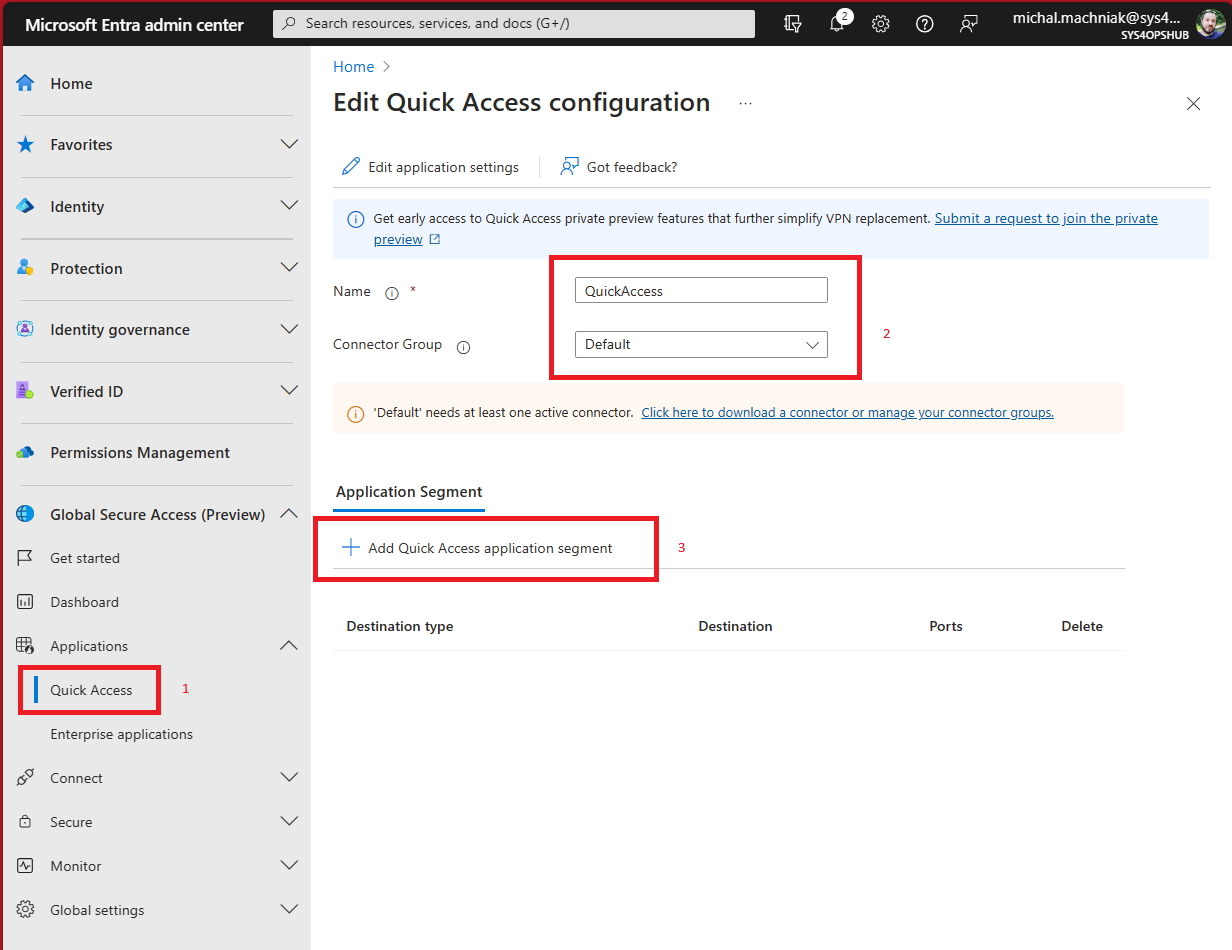 Microsoft Entra admin center
Search resources, services, and docs (G+/)
2
michal.machniak@sys4...
SYS4OPSHUB
Home
Favorites
Identity
Protection
Identity governance
Verified ID
Permissions Management
Global Secure Access (Preview)
Get started
Dashboard
Applications
Quick Access
1
Enterprise applications
Connect
Secure
Monitor
Global settings
Home
Edit Quick Access configuration ...
Edit application settings
Got feedback?
Get early access to Quick Access private preview features that further simplify VPN replacement. Submit a request to join the private
preview
Name *
QuickAccess
Connector Group
Default
2
'Default' needs at least one active connector. Click here to download a connector or manage your connector groups.
Application Segment
Add Quick Access application segment
3
Destination type Destination Ports Delete